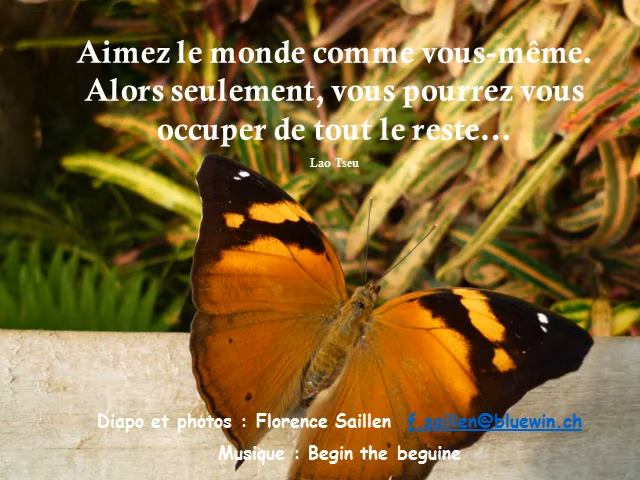 Aimez le monde comme vous-même.
Alors seulement, vous pourrez vous
occuper de tout le reste…
Lao Tseu
Diapo et photos : Florence Saillen f.saillen@bluewin.ch
Musique : Begin the beguine